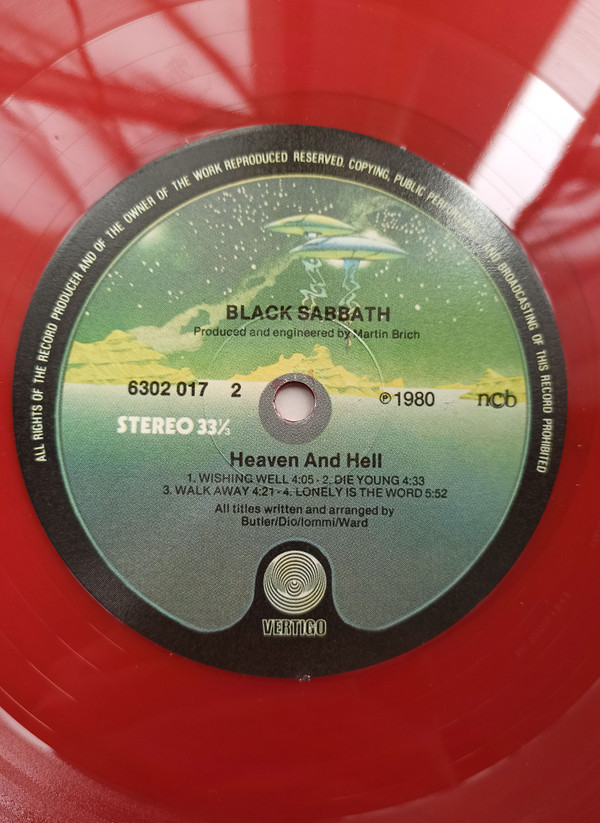 ALL RIGHTS OF THE RECORD PRODUCER AND OF THE OWNER OF THE WORK REPRODUCED RESERVED. COPYING, PUBLIC PERFORMANCE AND BROADCASTING OF THIS RECORD PROHIBITED
BLACK SABBATH
Produced and engineered by Martin Brich
6302 017 2
℗ 1980 ncb
STEREO 33⅓
Heaven And Hell
1. WISHING WELL 4:05 - 2. DIE YOUNG 4:33
3. WALK AWAY 4:21 - 4. LONELY IS THE WORD 5:52
All titles written and arranged by
Butler/Dio/Iommi/Ward
VERTIGO